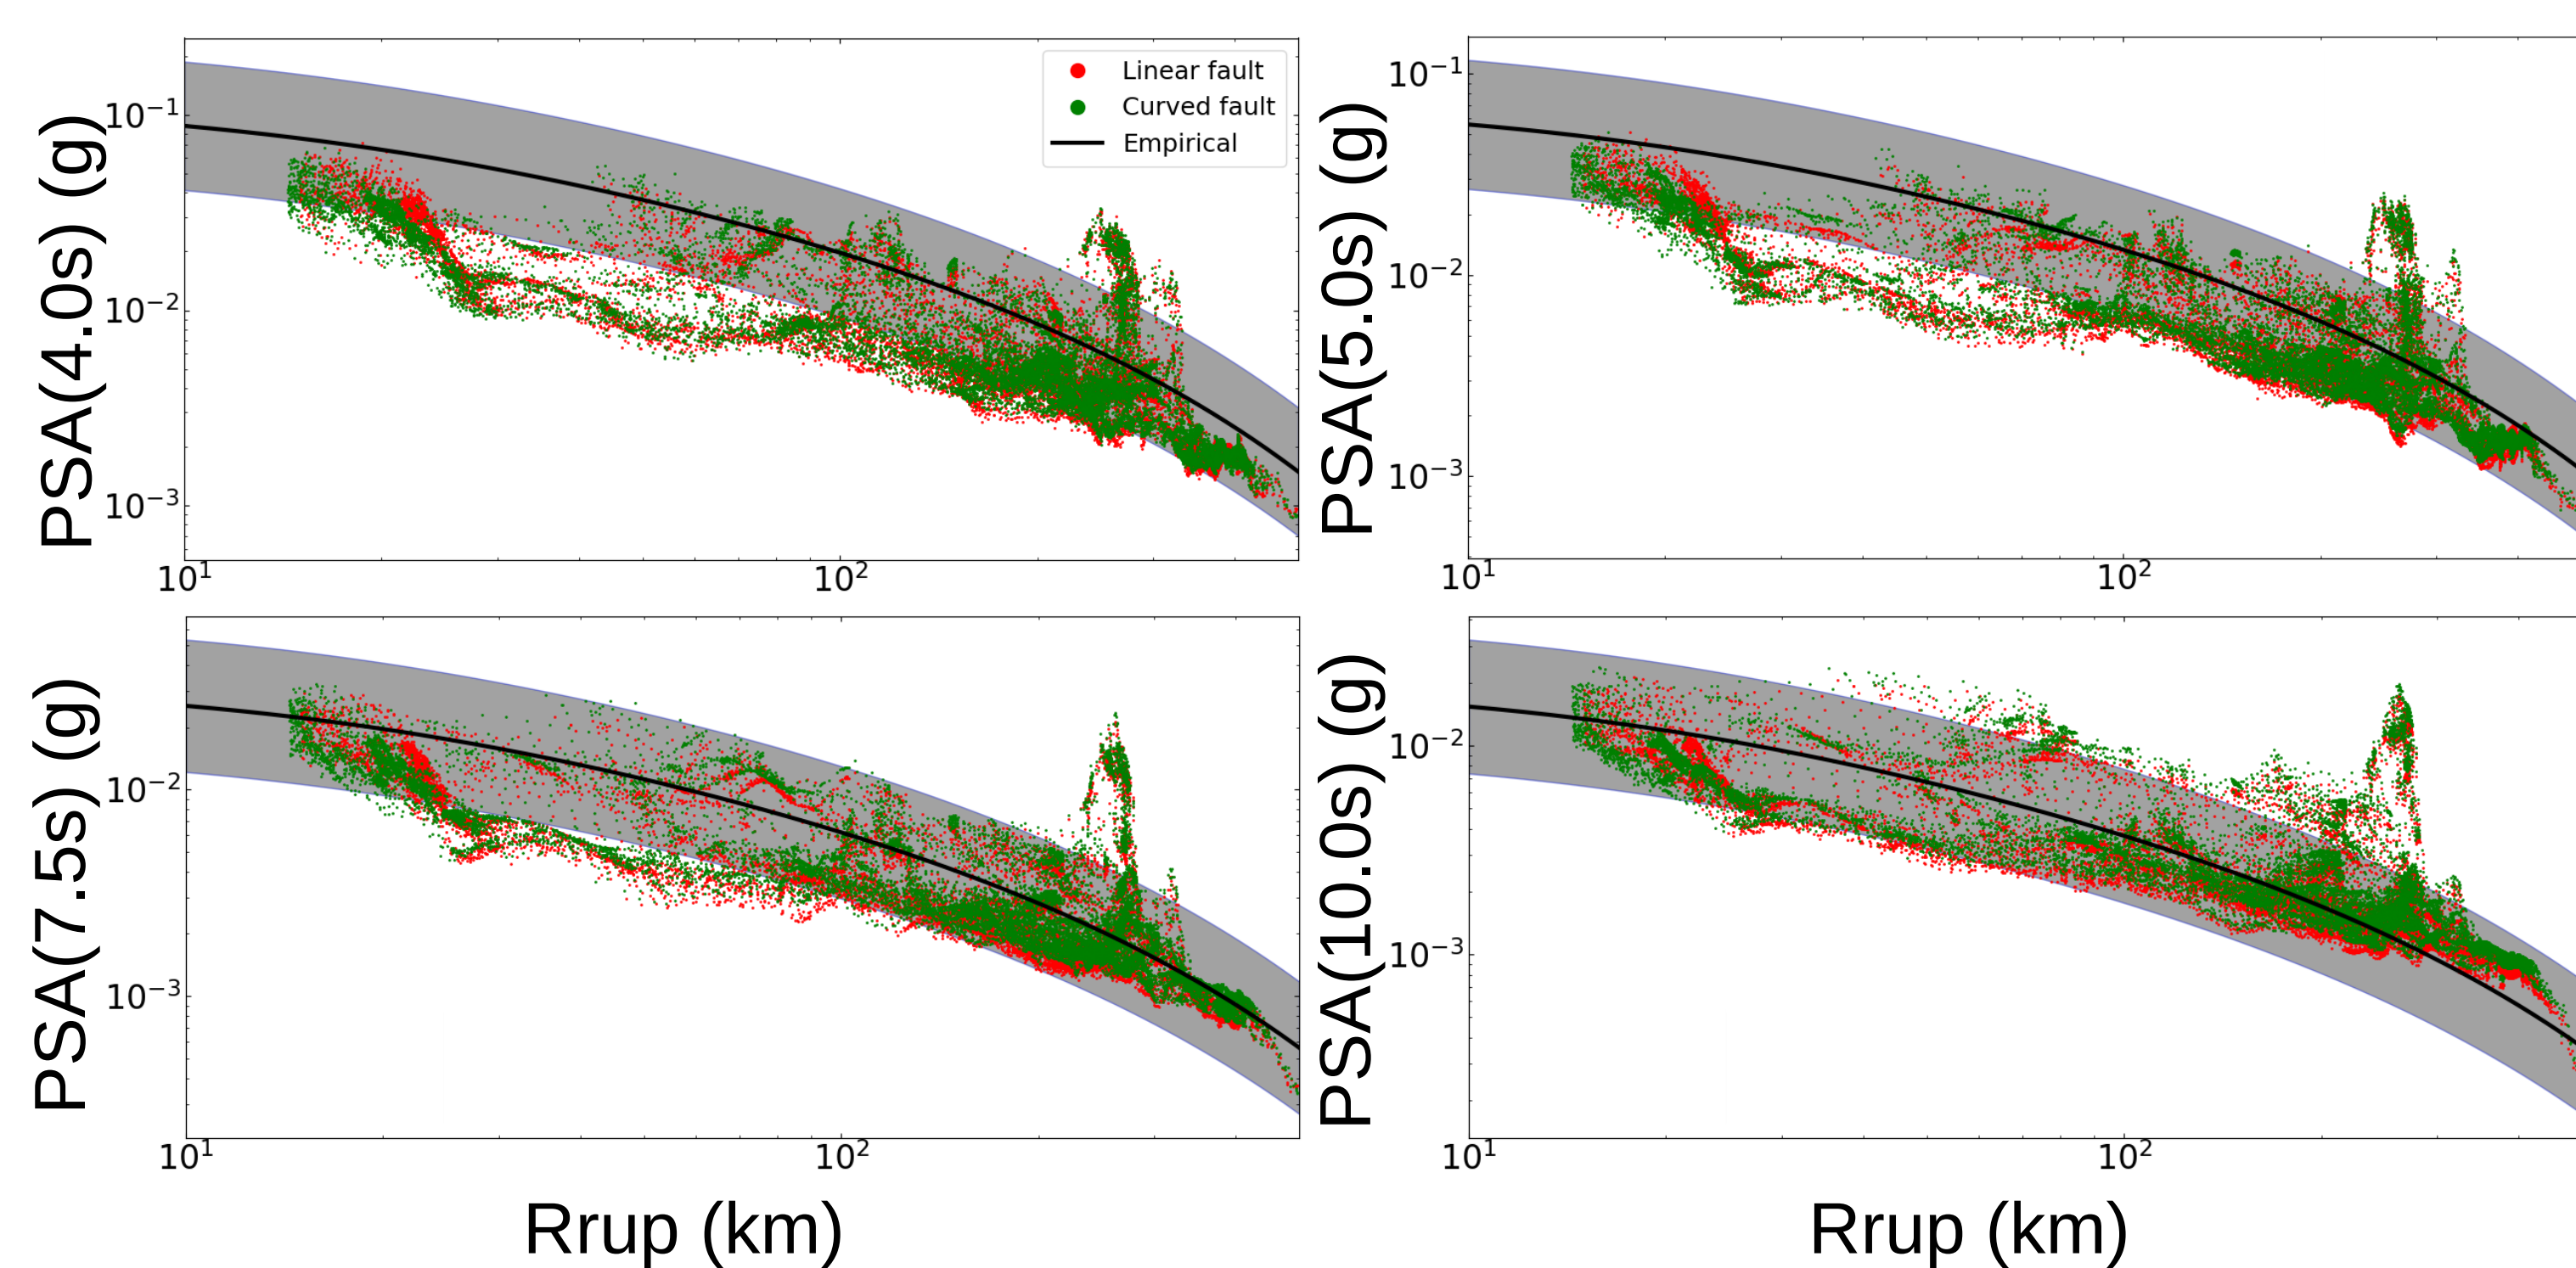 PSA(4.0s) (g)
10⁻¹
10⁻²
10⁻³
10¹
10²
Linear fault
Curved fault
Empirical
PSA(5.0s) (g)
10⁻¹
10⁻²
10⁻³
10¹
10²
PSA(7.5s) (g)
10⁻²
10⁻³
10¹
10²
Rrup (km)
PSA(10.0s) (g)
10⁻²
10⁻³
10¹
10²
Rrup (km)